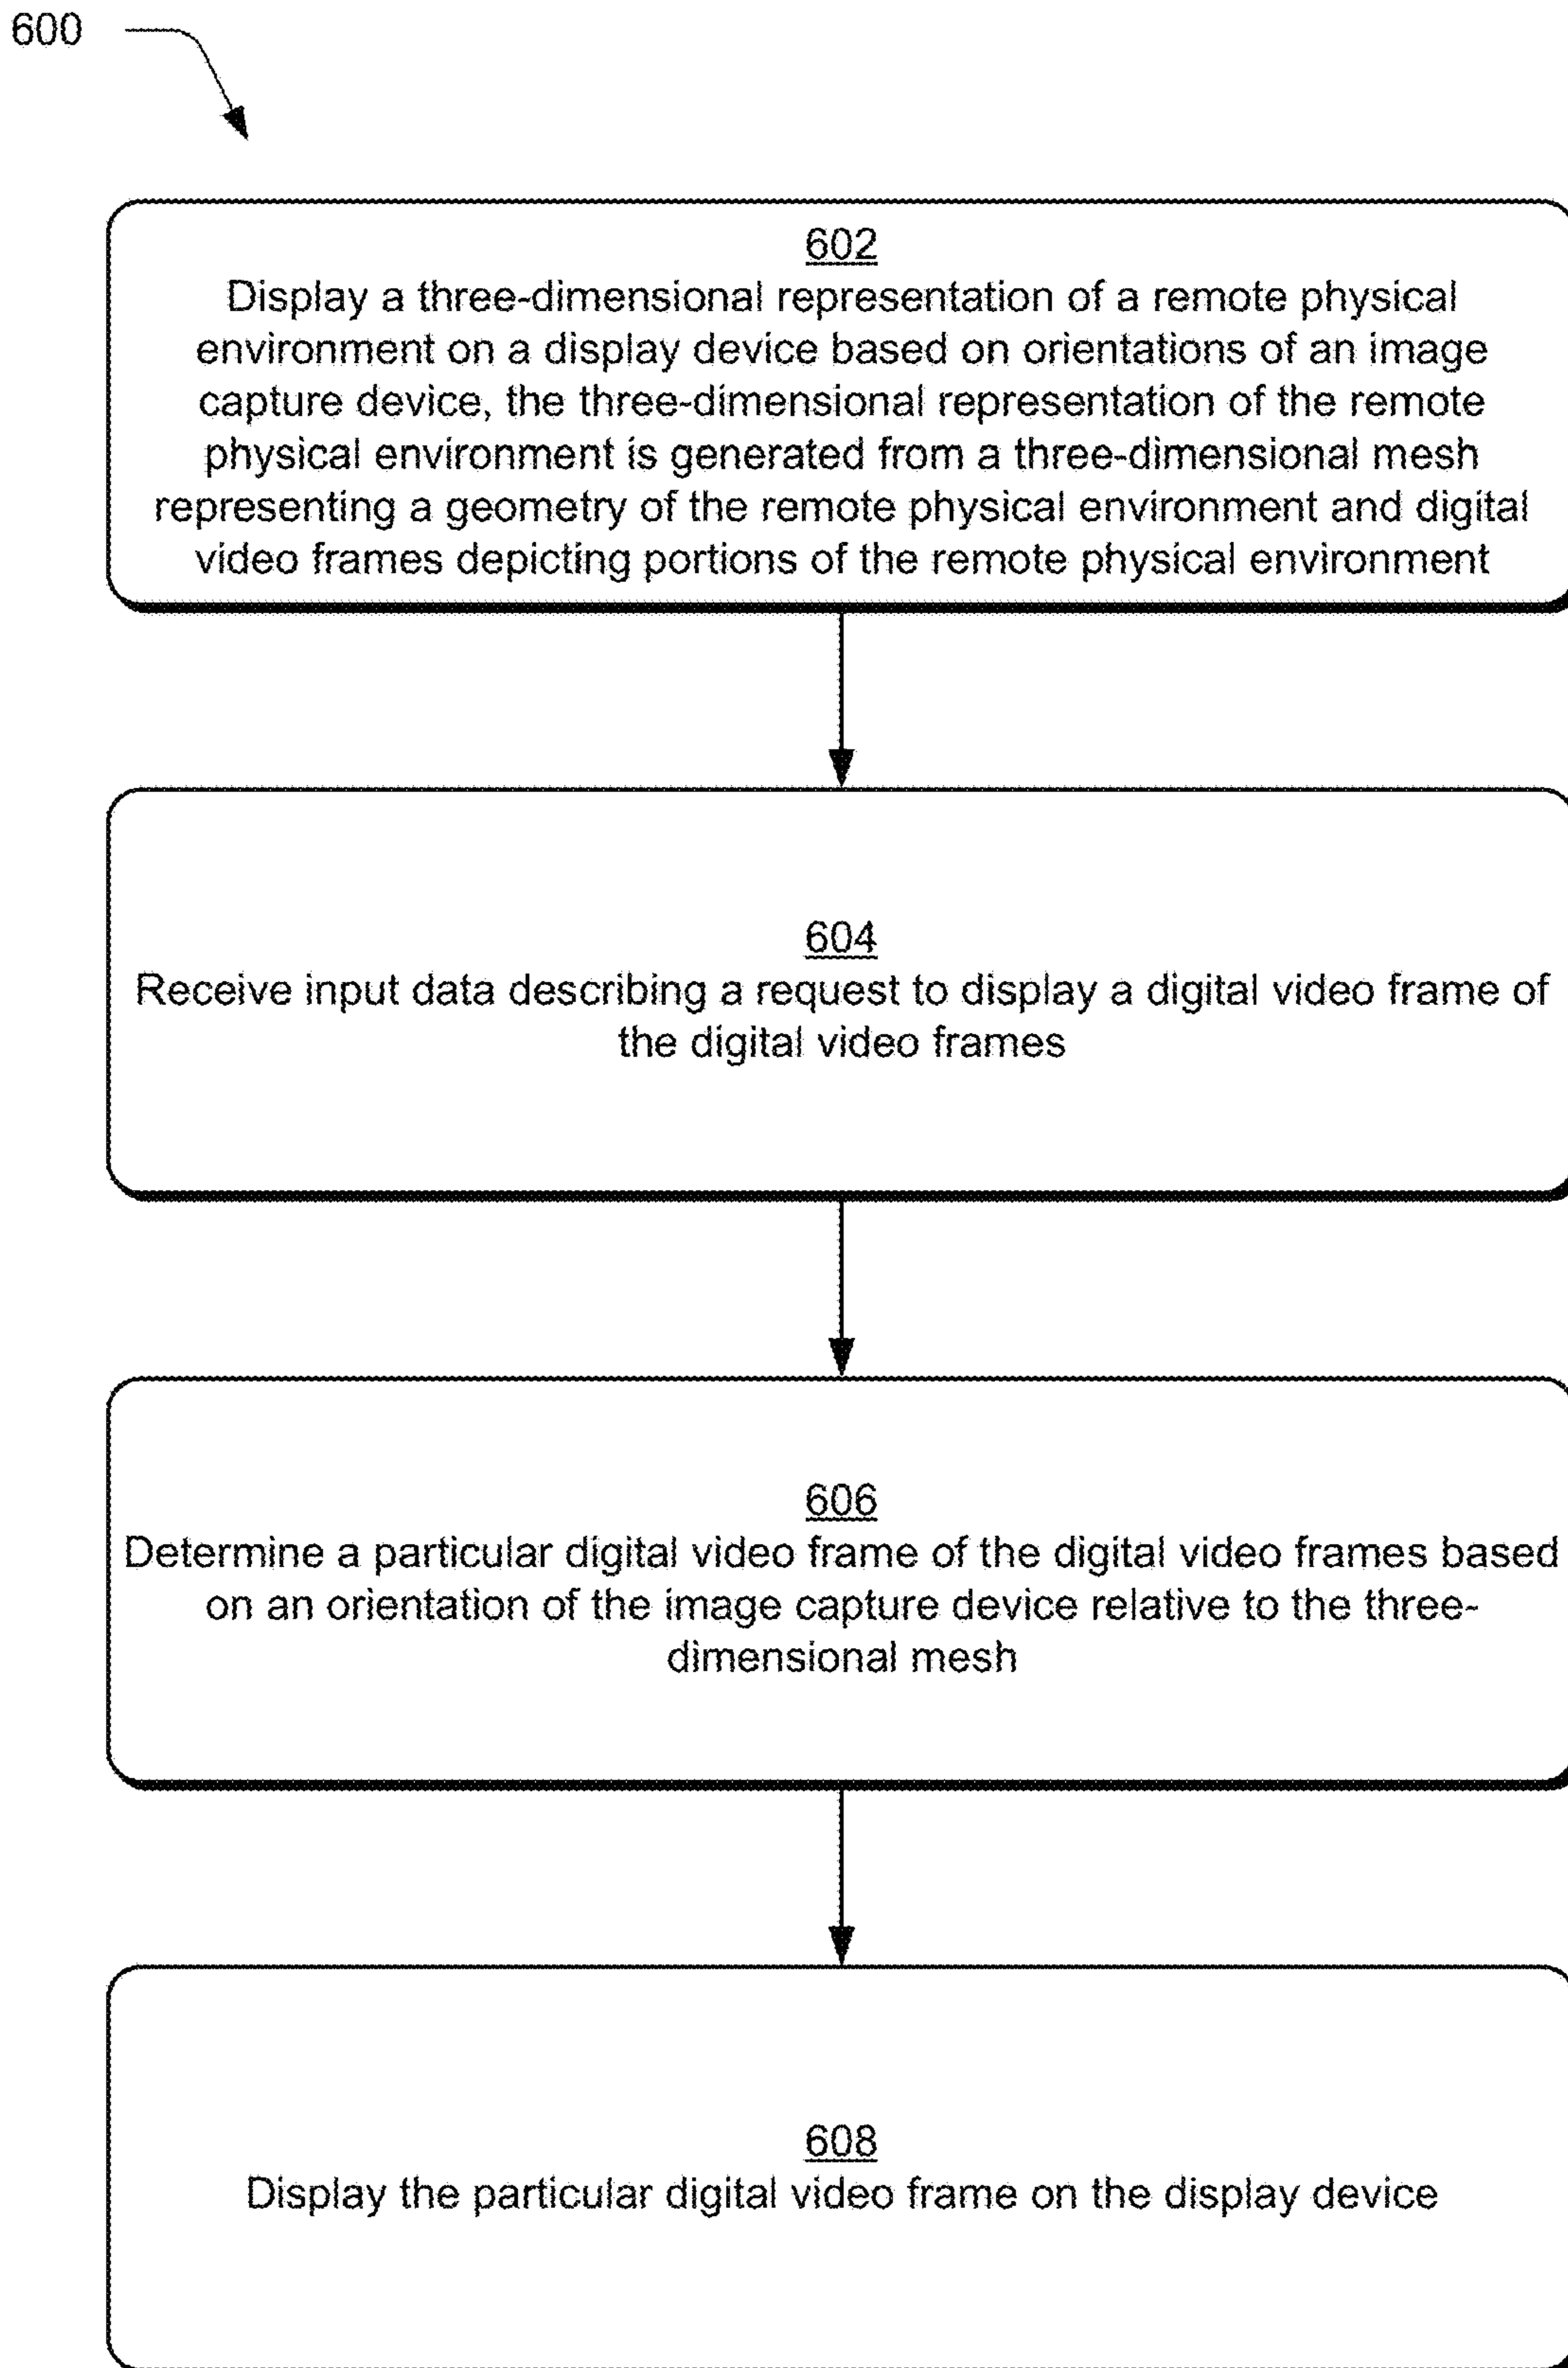 600
602
Display a three-dimensional representation of a remote physical
environment on a display device based on orientations of an image
capture device, the three-dimensional representation of the remote
physical environment is generated from a three-dimensional mesh
representing a geometry of the remote physical environment and digital
video frames depicting portions of the remote physical environment
604
Receive input data describing a request to display a digital video frame of
the digital video frames
606
Determine a particular digital video frame of the digital video frames based
on an orientation of the image capture device relative to the three-
dimensional mesh
608
Display the particular digital video frame on the display device